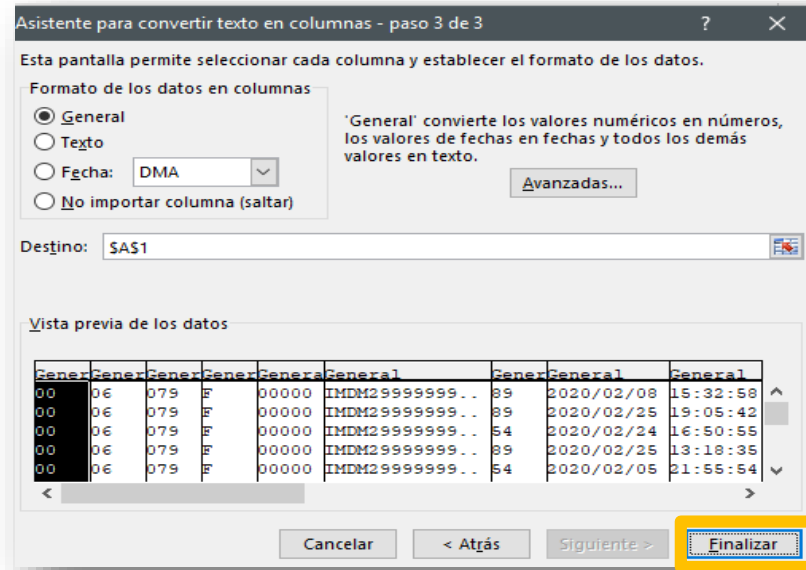 Asistente para convertir texto en columnas - paso 3 de 3 ? ×
Esta pantalla permite seleccionar cada columna y establecer el formato de los datos.
Formato de los datos en columnas
General
Texto
Fecha: DMA
No importar columna (saltar)
'General' convierte los valores numéricos en números,
los valores de fechas en fechas y todos los demás
valores en texto.
Avanzadas...
Destino: $A$1
Vista previa de los datos
Gener Gener Gener Gener Genera General Gener General General
00 06 079 F 00000 IMDM29999999.. 89 2020/02/08 15:32:58
00 06 079 F 00000 IMDM29999999.. 89 2020/02/25 19:05:42
00 06 079 F 00000 IMDM29999999.. 54 2020/02/24 16:50:55
00 06 079 F 00000 IMDM29999999.. 89 2020/02/25 13:18:35
00 06 079 F 00000 IMDM29999999.. 54 2020/02/05 21:55:54
Cancelar < Atrás Siguiente > Finalizar